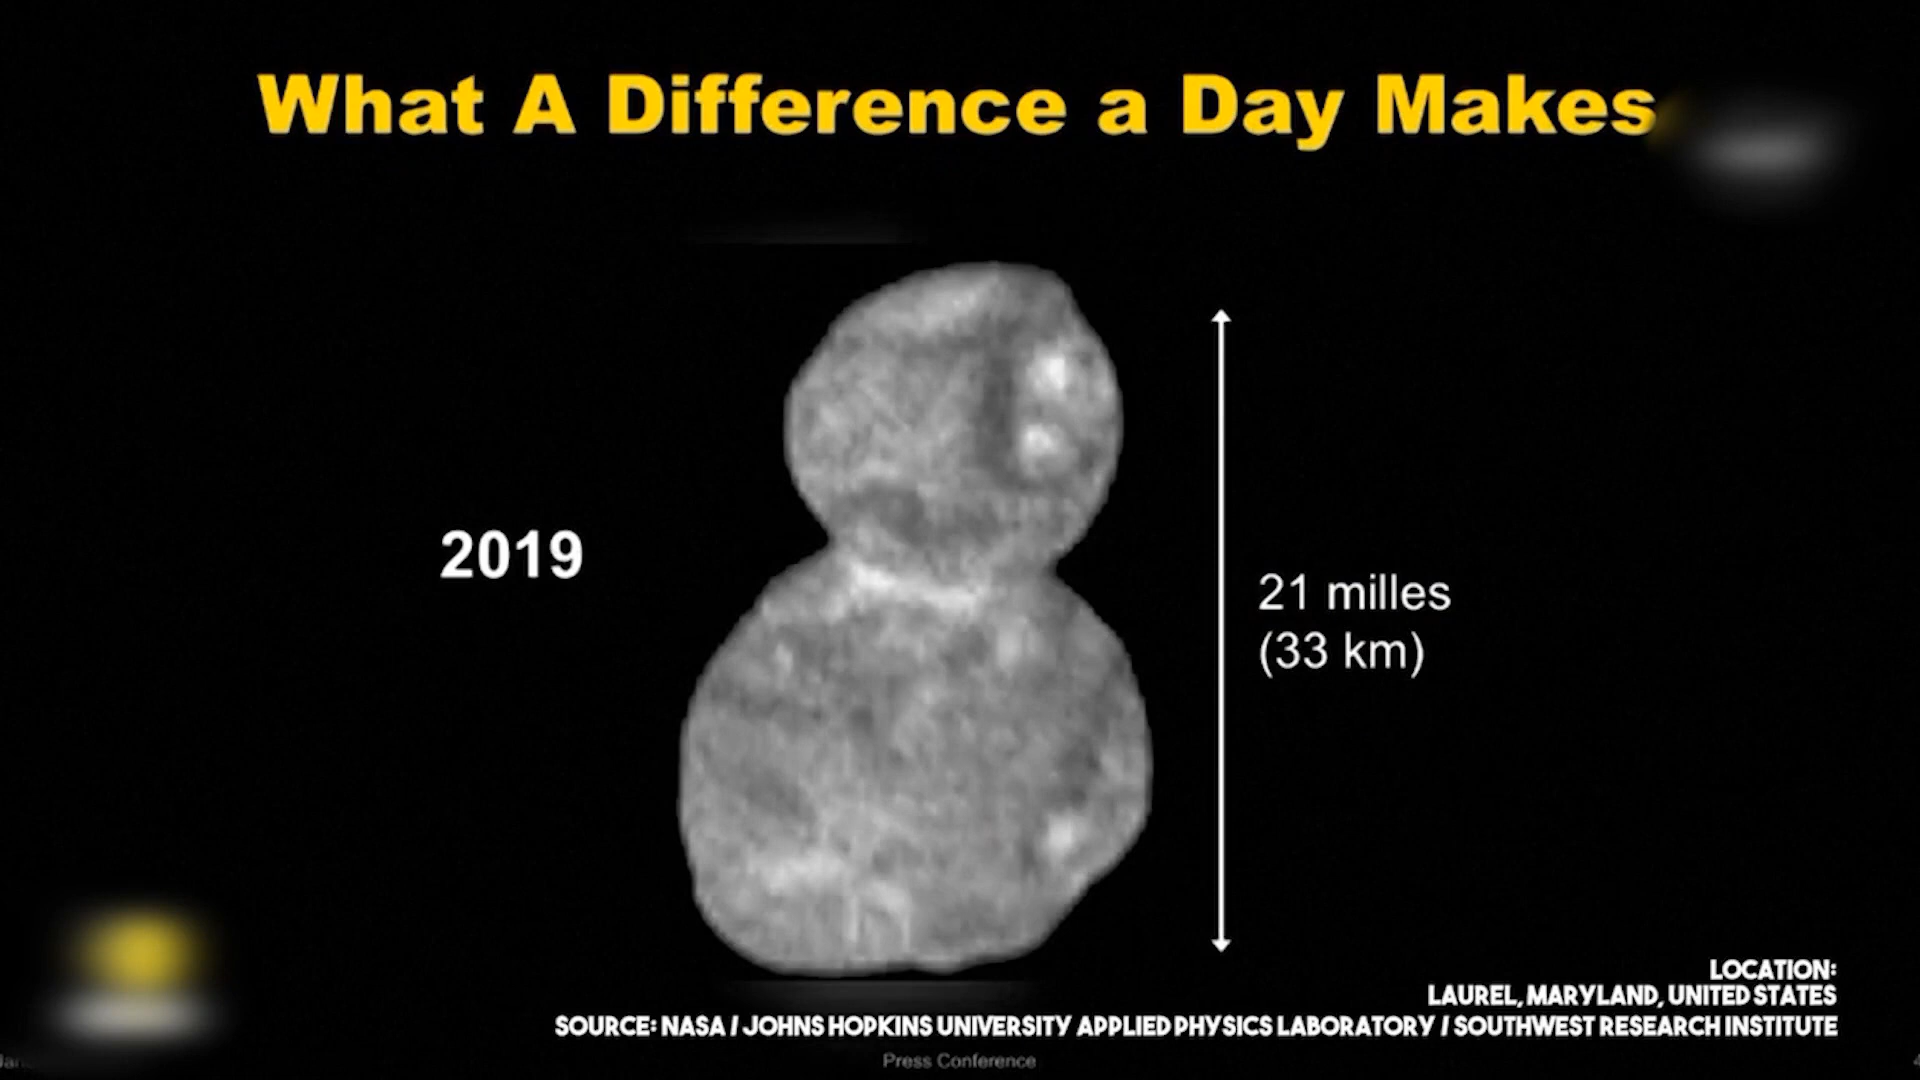 What A Difference a Day Makes
2019
21 milles
(33 km)
LOCATION:
LAUREL, MARYLAND, UNITED STATES
SOURCE: NASA / JOHNS HOPKINS UNIVERSITY APPLIED PHYSICS LABORATORY / SOUTHWEST RESEARCH INSTITUTE
Press Conference